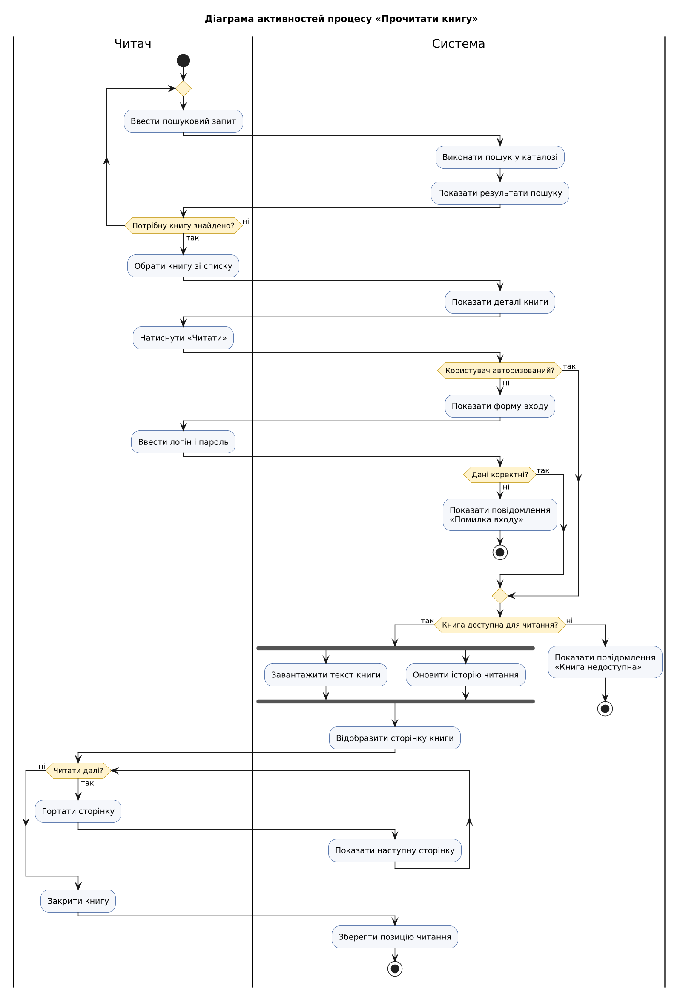 Діаграма активностей процесу «Прочитати книгу»
Читач
Система
Ввести пошуковий запит
Виконати пошук у каталозі
Показати результати пошуку
Потрібну книгу знайдено?
ні
так
Обрати книгу зі списку
Показати деталі книги
Натиснути «Читати»
Користувач авторизований?
так
ні
Показати форму входу
Ввести логін і пароль
Дані коректні?
так
ні
Показати повідомлення
«Помилка входу»
так
Книга доступна для читання?
ні
Завантажити текст книги
Оновити історію читання
Показати повідомлення
«Книга недоступна»
Відобразити сторінку книги
ні
Читати далі?
так
Гортати сторінку
Показати наступну сторінку
Закрити книгу
Зберегти позицію читання